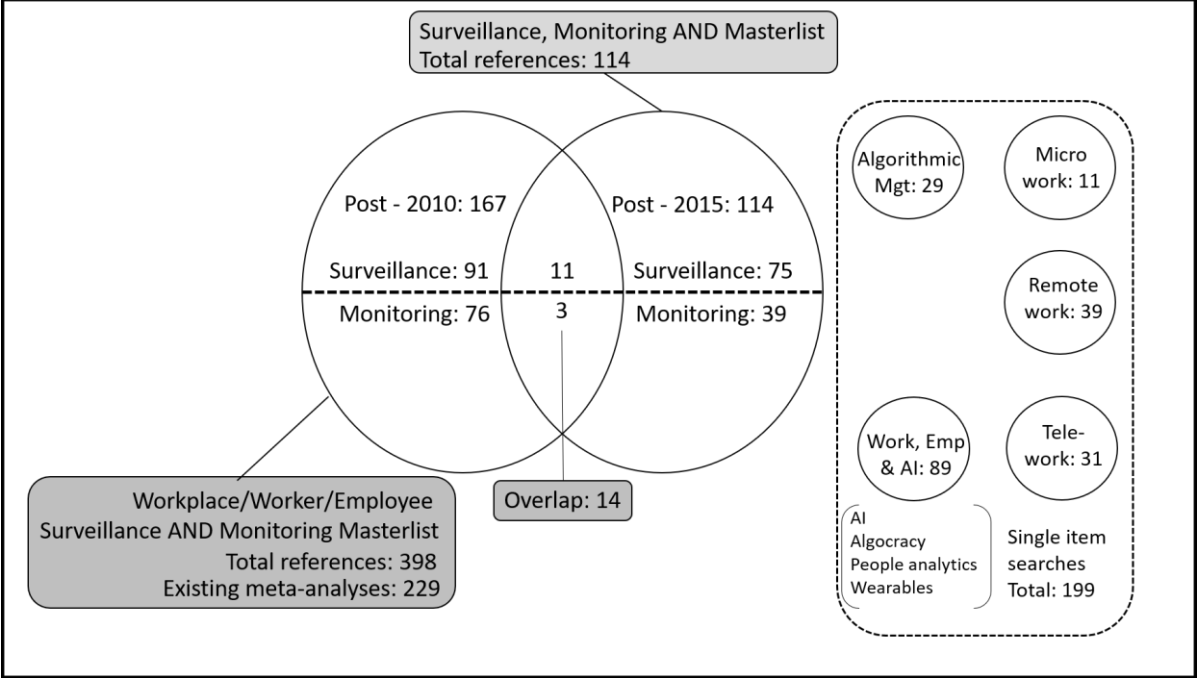 Surveillance, Monitoring AND Masterlist
Total references: 114
Post - 2010: 167
Post - 2015: 114
Surveillance: 91
11
Surveillance: 75
Monitoring: 76
3
Monitoring: 39
Workplace/Worker/Employee
Surveillance AND Monitoring Masterlist
Total references: 398
Existing meta-analyses: 229
Overlap: 14
Algorithmic
Mgt: 29
Micro
work: 11
Remote
work: 39
Work, Emp
& AI: 89
Tele-
work: 31
AI
Algocracy
People analytics
Wearables
Single item
searches
Total: 199